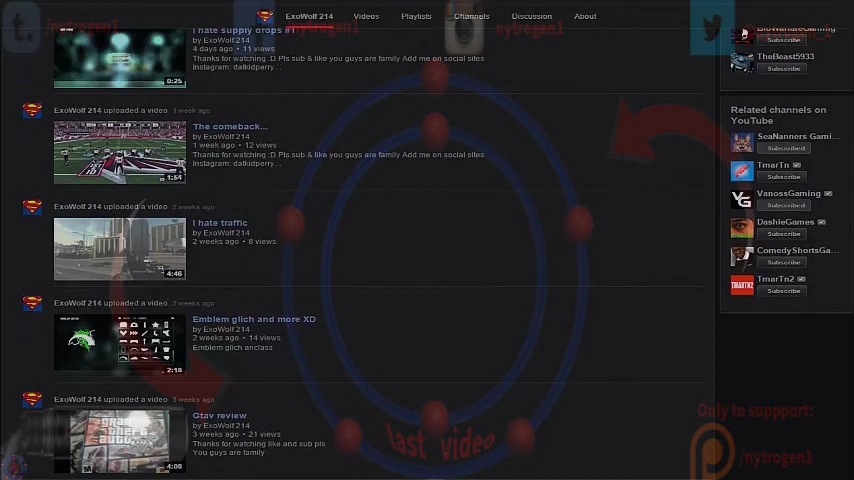 ExoWolf 214 Videos Playlists Channels Discussion About
/nytrogen1
I hate supply drops #1
by ExoWolf 214
4 days ago • 11 views
Thanks for watching :D Pls sub & like you guys are family Add me on social sites
Instagram: datkidperry...
0:25
ExoWolf 214 uploaded a video 1 week ago
The comeback...
by ExoWolf 214
1 week ago • 12 views
Thanks for watching :D Pls sub & like you guys are family Add me on social sites
Instagram: datkidperry...
1:54
ExoWolf 214 uploaded a video 2 weeks ago
I hate traffic
by ExoWolf 214
2 weeks ago • 8 views
4:46
ExoWolf 214 uploaded a video 2 weeks ago
Emblem glich and more XD
by ExoWolf 214
2 weeks ago • 14 views
Emblem glich anclass
2:18
ExoWolf 214 uploaded a video 3 weeks ago
Gtav review
by ExoWolf 214
3 weeks ago • 21 views
Thanks for watching like and sub pls
You guys are family
4:08
last video
Subscribe
TheBeast5933
Subscribe
Related channels on
YouTube
SeaNanners Gami...
Subscribed
TmarTn
Subscribe
VanossGaming
Subscribed
DashieGames
Subscribe
ComedyShortsGa...
Subscribe
TmarTn2
Subscribe
Only to suppport:
/nytrogen1